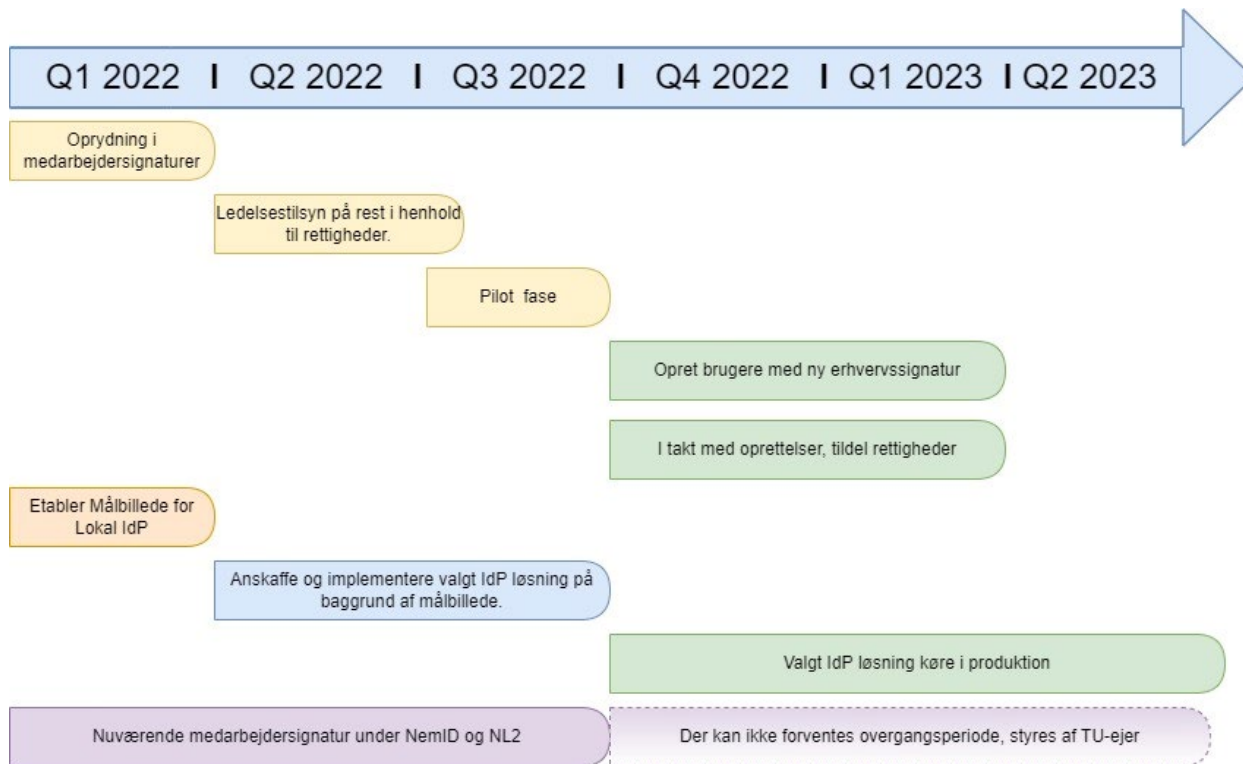 Q1 2022 I Q2 2022 I Q3 2022 I Q4 2022 I Q1 2023 I Q2 2023
Oprydning i
medarbejdersignaturer
Ledelsestilsyn på rest i henhold
til rettigheder.
Pilot fase
Opret brugere med ny erhvervssignatur
I takt med oprettelser, tildel rettigheder
Etabler Målbillede for
Lokal IdP
Anskaffe og implementere valgt IdP løsning på
baggrund af målbillede.
Valgt IdP løsning køre i produktion
Nuværende medarbejdersignatur under NemID og NL2
Der kan ikke forventes overgangsperiode, styres af TU-ejer